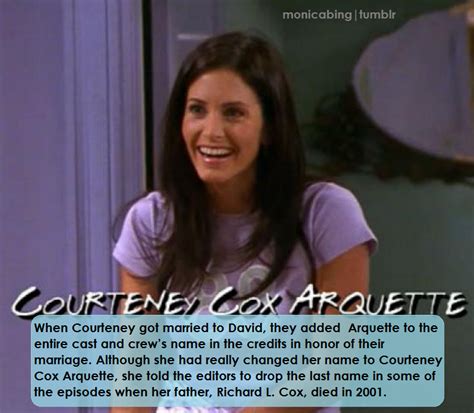 monicabing|tumblr
COURTENEY COX ARQUETTE
When Courteney got married to David, they added Arquette to the
entire cast and crew's name in the credits in honor of their
marriage. Although she had really changed her name to Courteney
Cox Arquette, she told the editors to drop the last name in some of
the episodes when her father, Richard L. Cox, died in 2001.